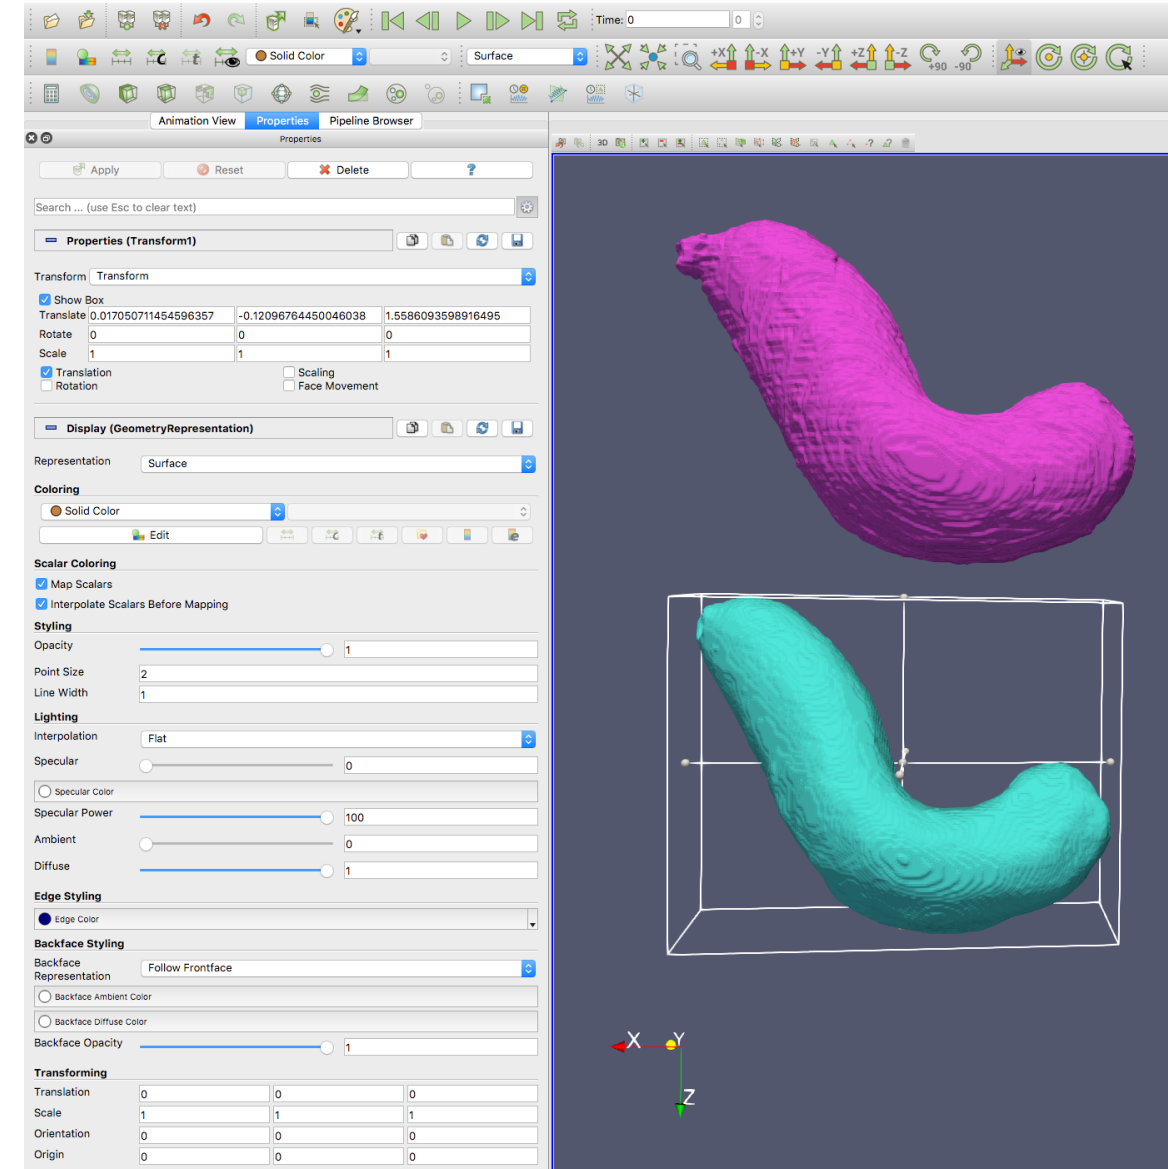 Time: 0 0
Solid Color Surface
+X -X +Y -Y +Z -Z +90 -90
Animation View Properties Pipeline Browser
Properties
3D
Apply Reset Delete ?
Search ... (use Esc to clear text)
Properties (Transform1)
Transform Transform
Show Box
Translate 0.017050711454596357 -0.12096764450046038 1.5586093598916495
Rotate 0 0 0
Scale 1 1 1
Translation Scaling
Rotation Face Movement
Display (GeometryRepresentation)
Representation Surface
Coloring
Solid Color
Edit
Scalar Coloring
Map Scalars
Interpolate Scalars Before Mapping
Styling
Opacity 1
Point Size 2
Line Width 1
Lighting
Interpolation Flat
Specular 0
Specular Color
Specular Power 100
Ambient 0
Diffuse 1
Edge Styling
Edge Color
Backface Styling
Backface
Representation Follow Frontface
Backface Ambient Color
Backface Diffuse Color
Backface Opacity 1
Transforming
Translation 0 0 0
Scale 1 1 1
Orientation 0 0 0
Origin 0 0 0
X Y
Z